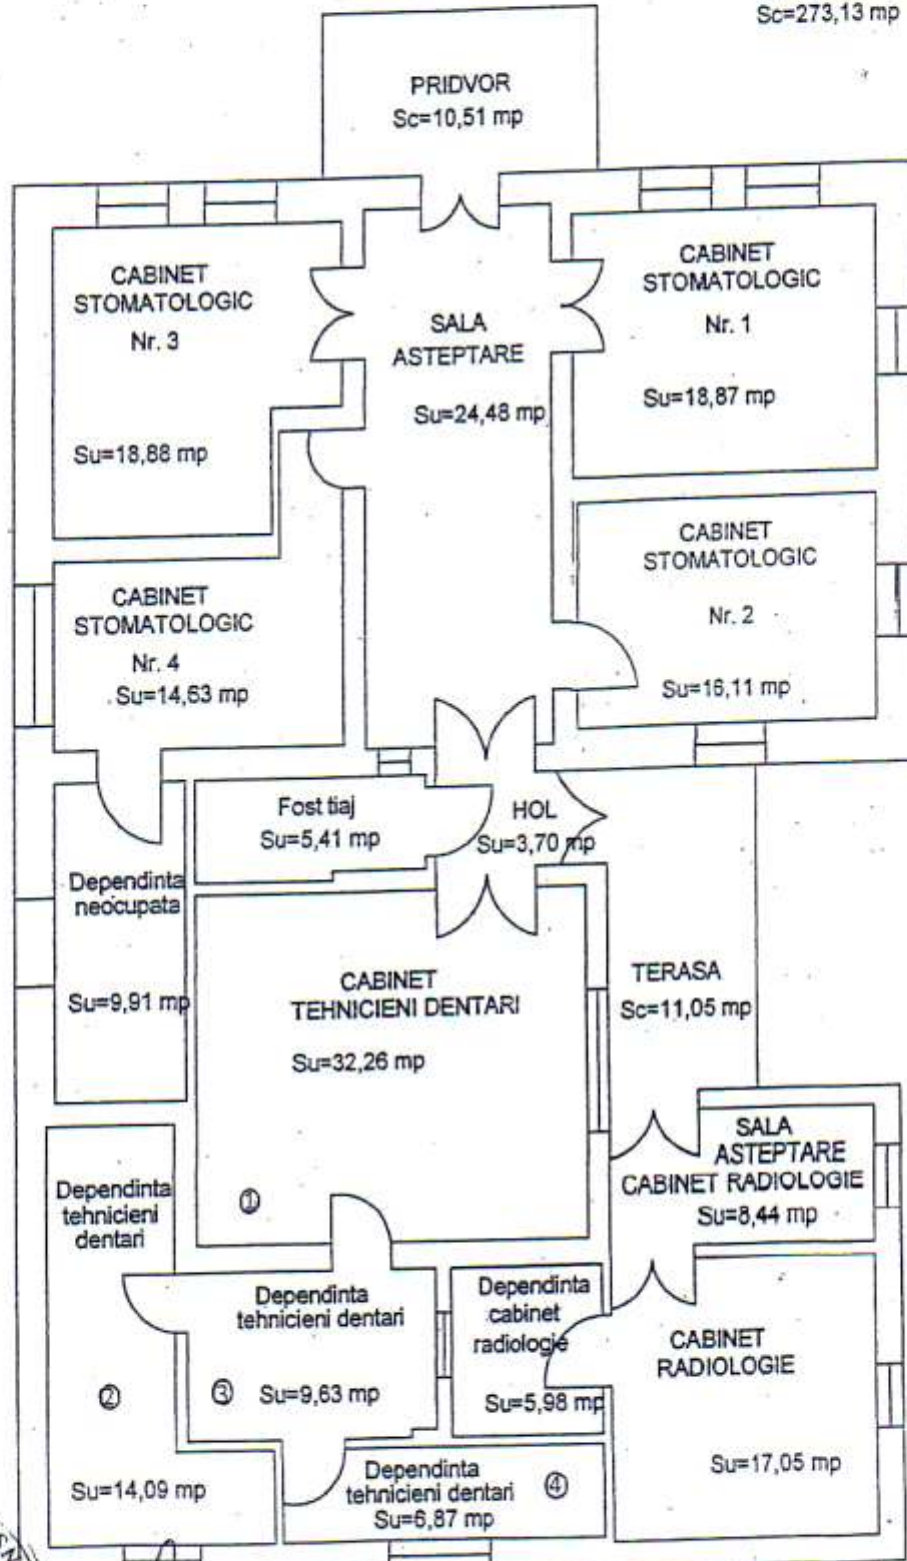 Sc=273,13 mp
PRIDVOR
Sc=10,51 mp
CABINET
STOMATOLOGIC
Nr. 3
Su=18,88 mp
SALA
ASTEPTARE
Su=24,48 mp
CABINET
STOMATOLOGIC
Nr. 1
Su=18,87 mp
CABINET
STOMATOLOGIC
Nr. 2
Su=16,11 mp
CABINET
STOMATOLOGIC
Nr. 4
Su=14,63 mp
Fost tiaj
Su=5,41 mp
HOL
Su=3,70 mp
Dependinta
neocupata
Su=9,91 mp
CABINET
TEHNICIENI DENTARI
Su=32,26 mp
①
TERASA
Sc=11,05 mp
SALA
ASTEPTARE
CABINET RADIOLOGIE
Su=8,44 mp
Dependinta
tehnicieni
dentari
②
Su=14,09 mp
Dependinta
tehnicieni dentari
③
Su=9,63 mp
Dependinta
cabinet
radiologie
Su=5,98 mp
CABINET
RADIOLOGIE
Su=17,05 mp
Dependinta
tehnicieni dentari
④
Su=6,87 mp